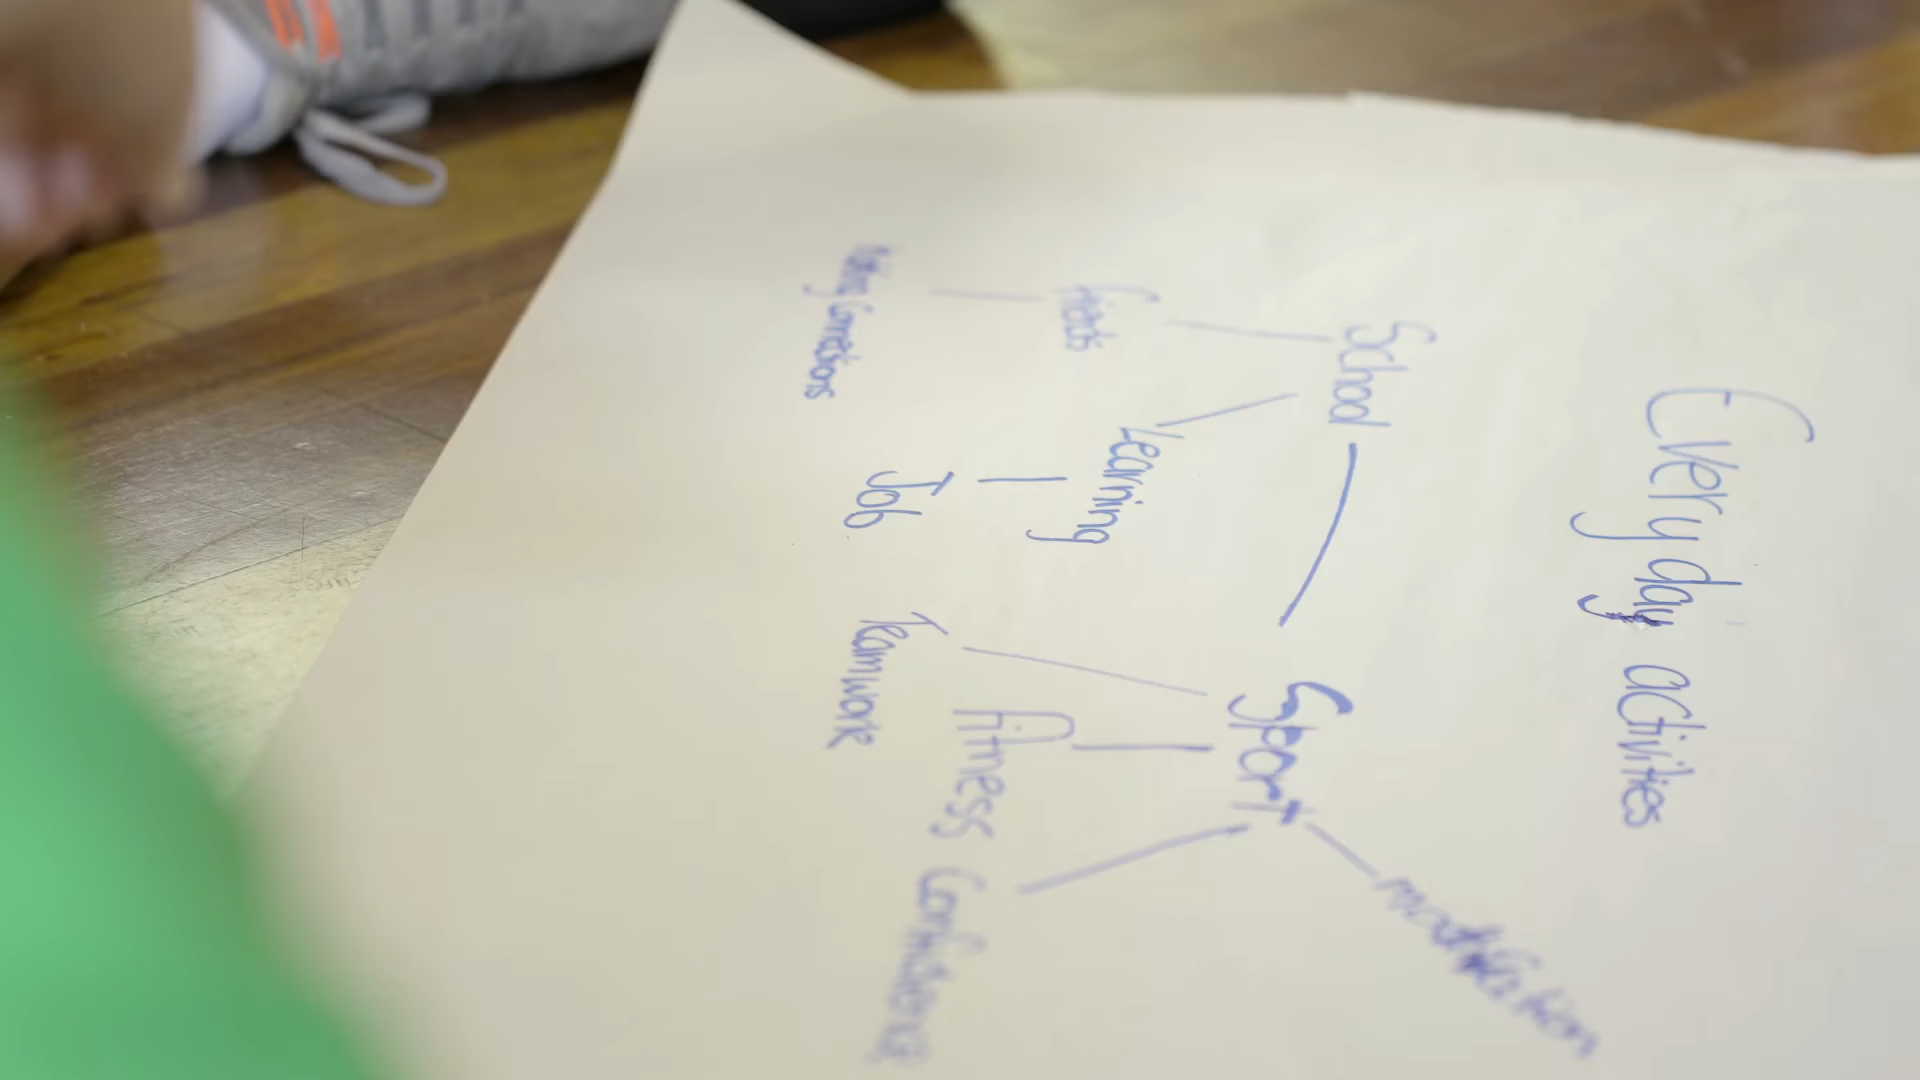 Everyday activities
School
Sport
motivation
Friends
Learning
Teamwork
Fitness
Confidence
Making Connections
Job